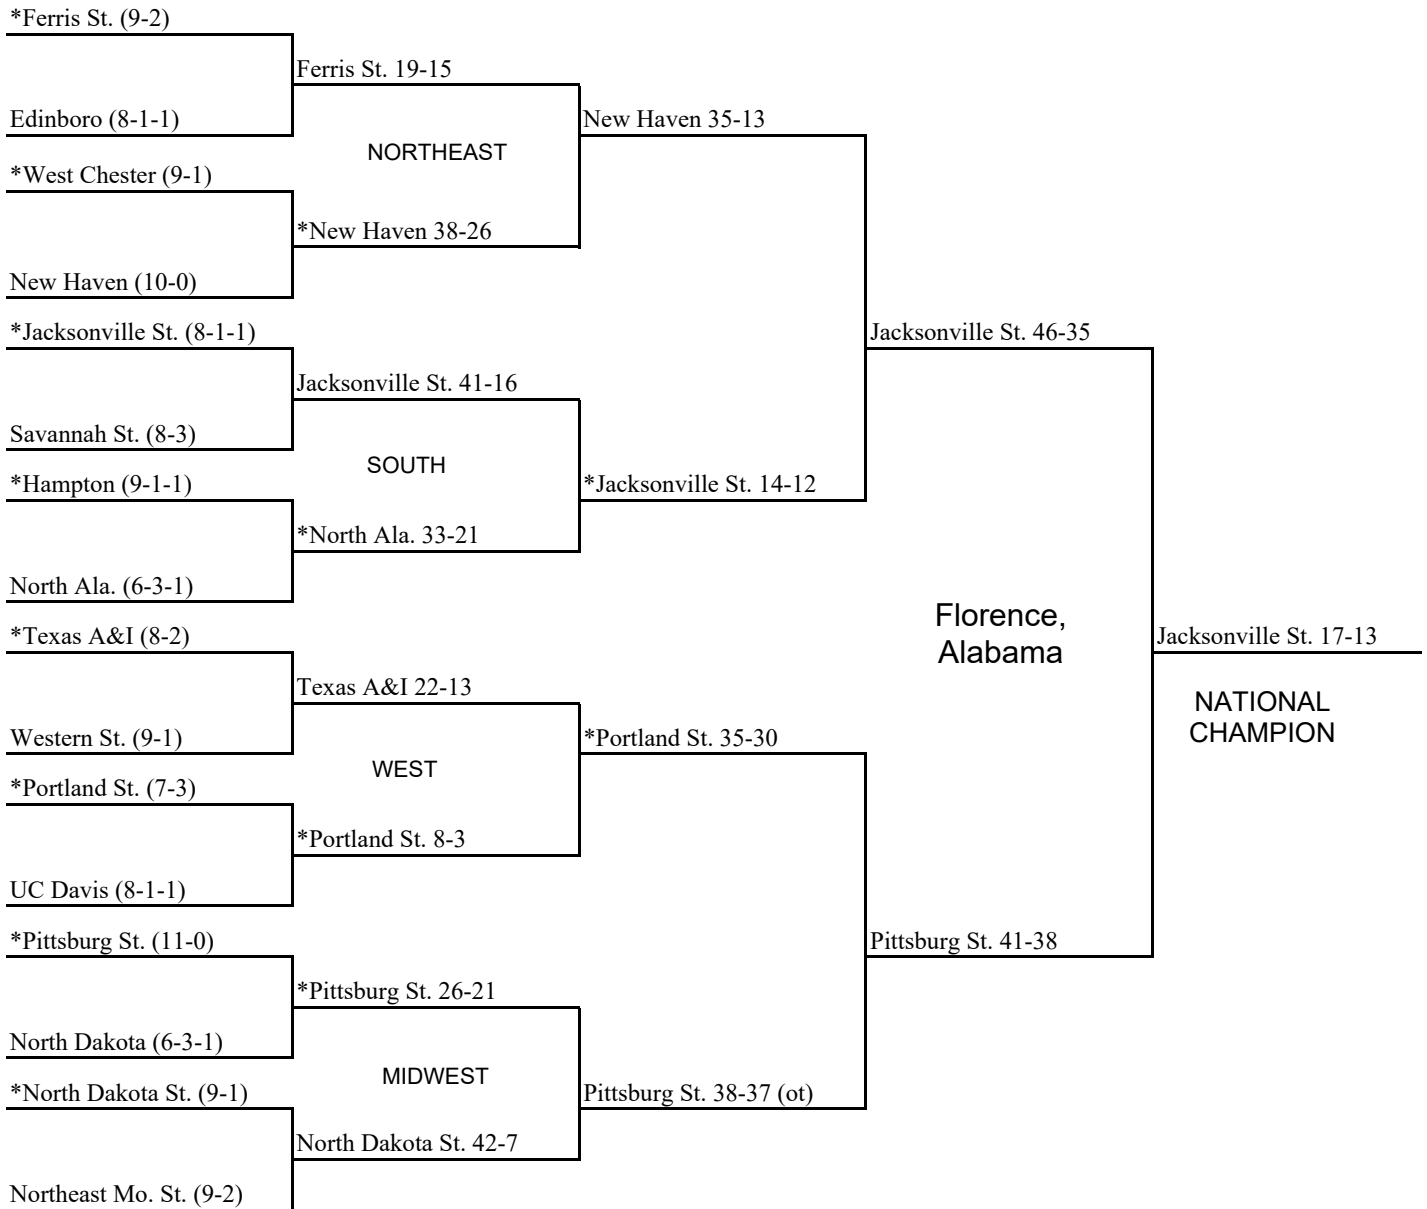 *Ferris St. (9-2)
Ferris St. 19-15
Edinboro (8-1-1)
New Haven 35-13
NORTHEAST
*West Chester (9-1)
*New Haven 38-26
New Haven (10-0)
*Jacksonville St. (8-1-1)
Jacksonville St. 46-35
Jacksonville St. 41-16
Savannah St. (8-3)
SOUTH
*Hampton (9-1-1)
*Jacksonville St. 14-12
*North Ala. 33-21
North Ala. (6-3-1)
Florence,
Alabama
*Texas A&I (8-2)
Jacksonville St. 17-13
Texas A&I 22-13
NATIONAL
CHAMPION
Western St. (9-1)
*Portland St. 35-30
WEST
*Portland St. (7-3)
*Portland St. 8-3
UC Davis (8-1-1)
*Pittsburg St. (11-0)
Pittsburg St. 41-38
*Pittsburg St. 26-21
North Dakota (6-3-1)
MIDWEST
*North Dakota St. (9-1)
Pittsburg St. 38-37 (ot)
North Dakota St. 42-7
Northeast Mo. St. (9-2)